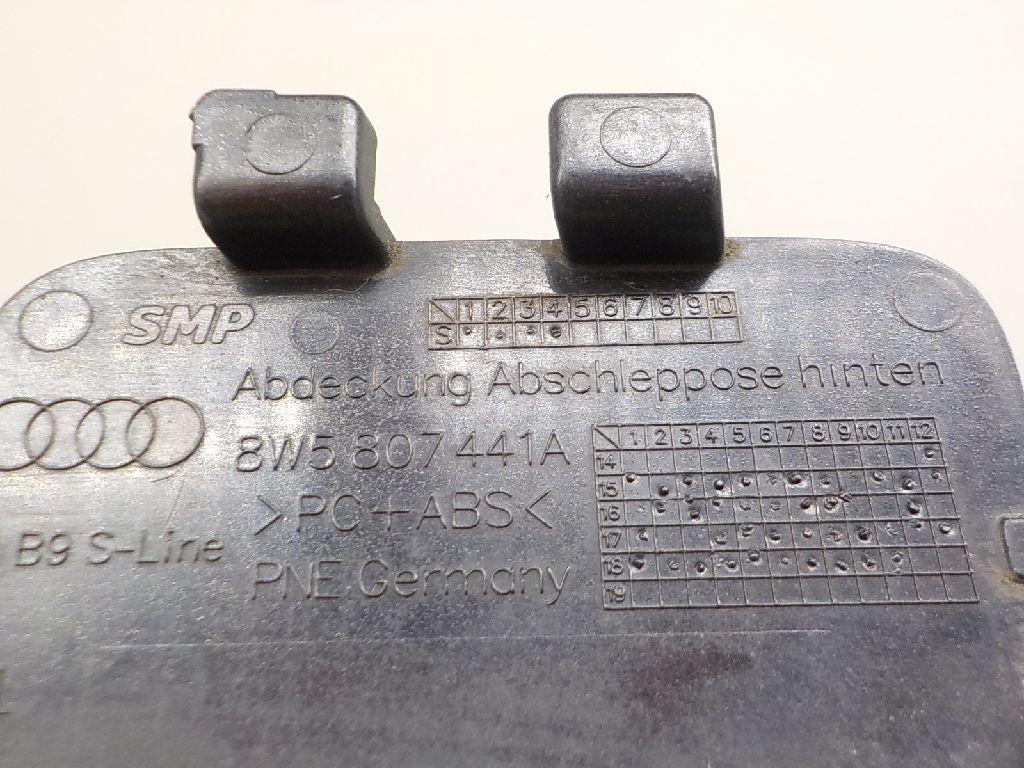 SMP
1 2 3 4 5 6 7 8 9 10
S
Abdeckung Abschleppose hinten
8W5 807 441A
>PC+ABS<
B9 S-Line
PNE Germany
1 2 3 4 5 6 7 8 9 10 11 12
14
15
16
17
18
19